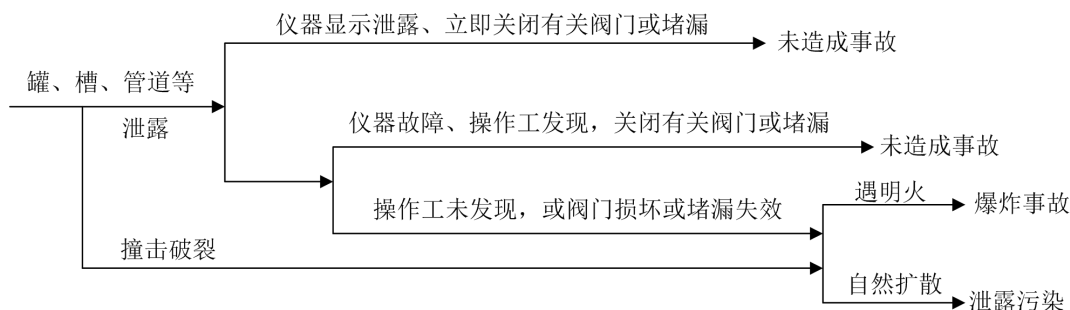 仪器显示泄露、立即关闭有关阀门或堵漏
未造成事故
罐、槽、管道等
泄露
仪器故障、操作工发现，关闭有关阀门或堵漏
未造成事故
操作工未发现，或阀门损坏或堵漏失效
遇明火
爆炸事故
撞击破裂
自然扩散
泄露污染